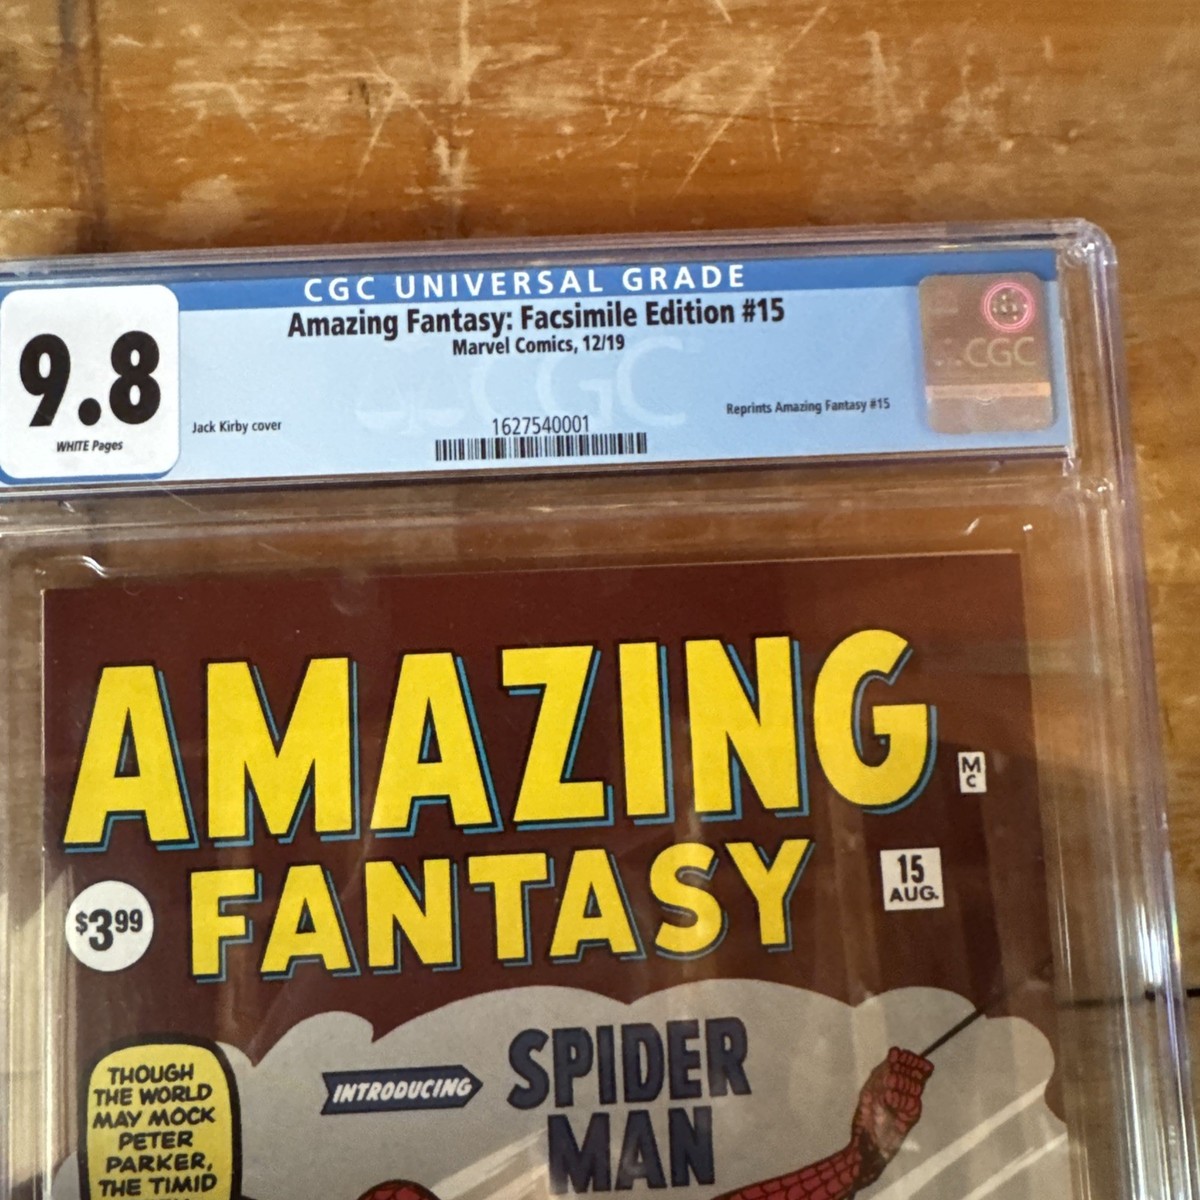 CGC UNIVERSAL GRADE
Amazing Fantasy: Facsimile Edition #15
Marvel Comics, 12/19
9.8
WHITE Pages
Jack Kirby cover
1627540001
Reprints Amazing Fantasy #15
CGC
CGC
AMAZING
FANTASY
MC
15
AUG.
$3.99
INTRODUCING
SPIDER
MAN
THOUGH
THE WORLD
MAY MOCK
PETER
PARKER,
THE TIMID